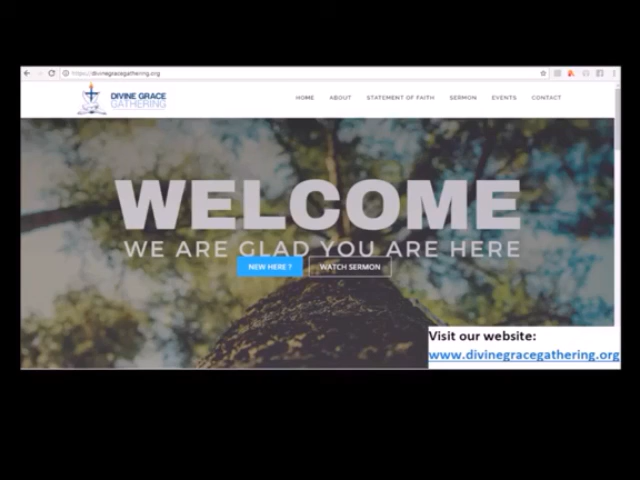 https://divinegracegathering.org
DIVINE GRACE
GATHERING
HOME ABOUT STATEMENT OF FAITH SERMON EVENTS CONTACT
WELCOME
WE ARE GLAD YOU ARE HERE
NEW HERE ? WATCH SERMON
Visit our website:
www.divinegracegathering.org